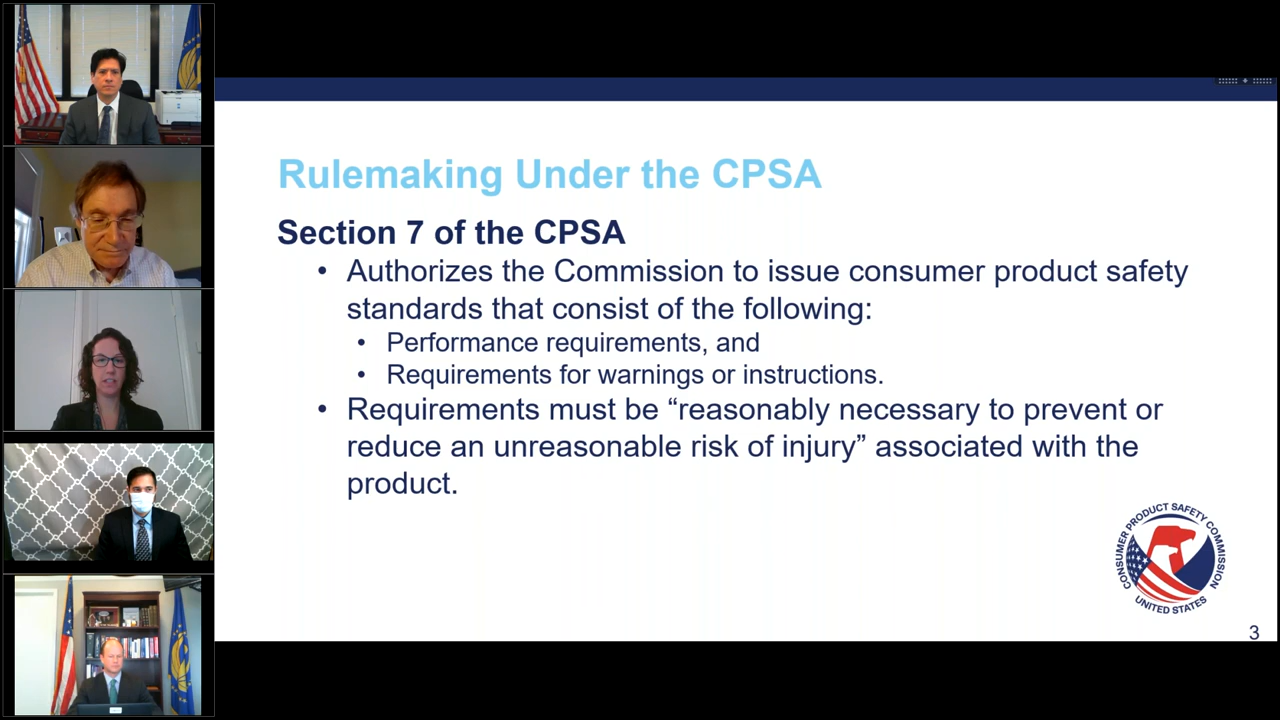 Rulemaking Under the CPSA
Section 7 of the CPSA
• Authorizes the Commission to issue consumer product safety
standards that consist of the following:
• Performance requirements, and
• Requirements for warnings or instructions.
• Requirements must be “reasonably necessary to prevent or
reduce an unreasonable risk of injury” associated with the
product.
CONSUMER PRODUCT SAFETY COMMISSION
UNITED STATES
3